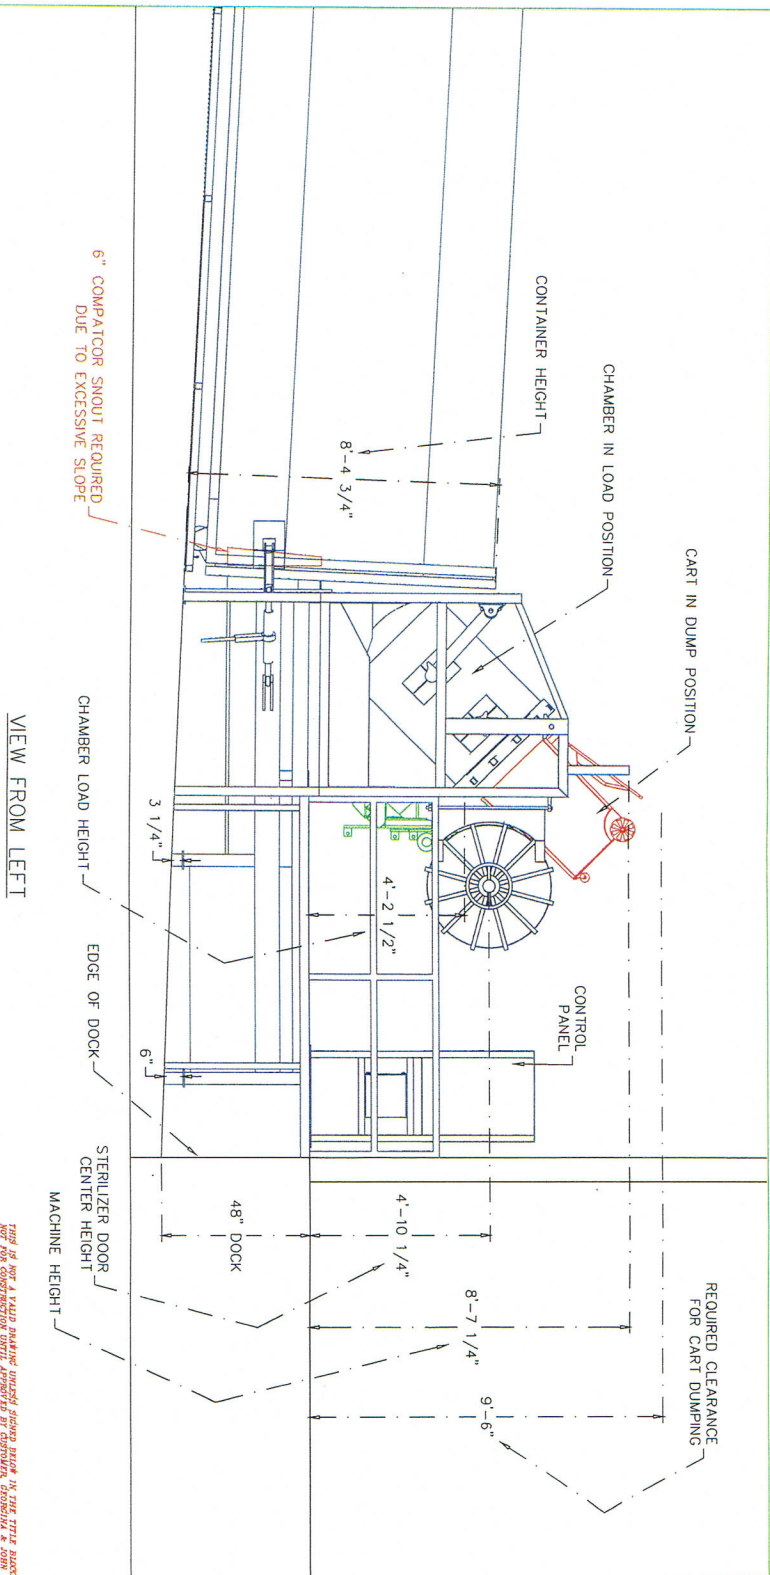 REQUIRED CLEARANCE
FOR CART DUMPING
CART IN DUMP POSITION
CHAMBER IN LOAD POSITION
CONTAINER HEIGHT
8'-4 3/4"
6" COMPATCOR SNOUT REQUIRED
DUE TO EXCESSIVE SLOPE
CONTROL
PANEL
4'-2 1/2"
CHAMBER LOAD HEIGHT
3 1/4"
6"
EDGE OF DOCK
48" DOCK
4'-10 1/4"
8'-7 1/4"
9'-6"
STERILIZER DOOR
CENTER HEIGHT
MACHINE HEIGHT
VIEW FROM LEFT
THIS IS NOT A VALID DRAWING UNLESS SIGNED BELOW IN THE TITLE BLOCK.
NOT FOR CONSTRUCTION UNTIL APPROVED BY CUSTOMER, GEORGINA & JOHN